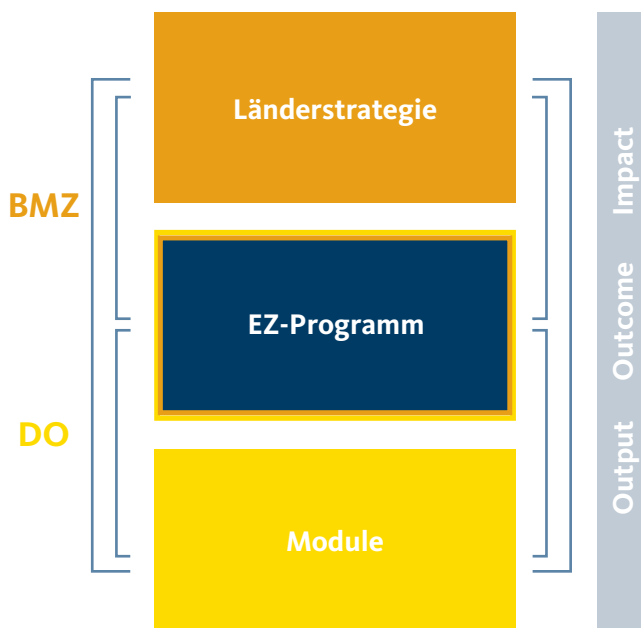 Länderstrategie
BMZ
EZ-Programm
DO
Module
Impact
Outcome
Output